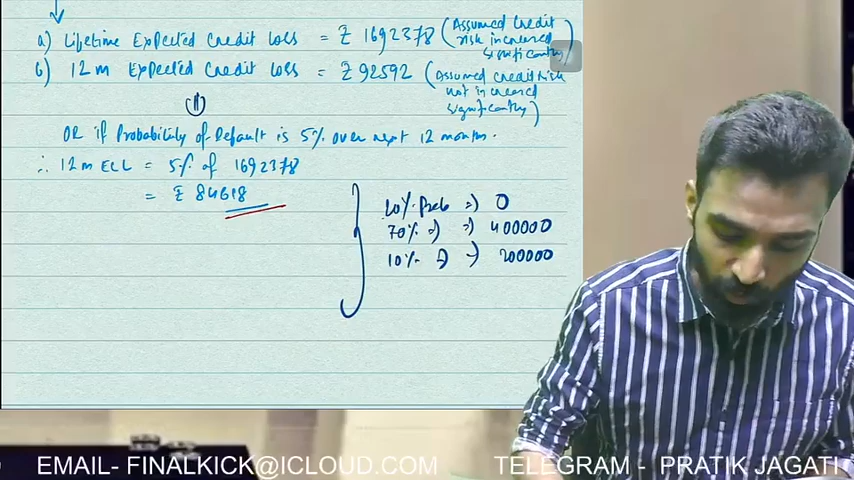 a) Lifetime Expected Credit Loss = ₹ 1692378 (Assumed Credit risk increased significantly)
b) 12m Expected Credit Loss = ₹ 92592 (Assumed credit risk not increased significantly)
OR if Probability of Default is 5% over next 12 months.
∴ 12m ECL = 5% of 1692378
= ₹ 84618
20% Prob => 0
70% => 400000
10% => 200000
EMAIL- FINALKICK@ICLOUD.COM TELEGRAM - PRATIK JAGATI